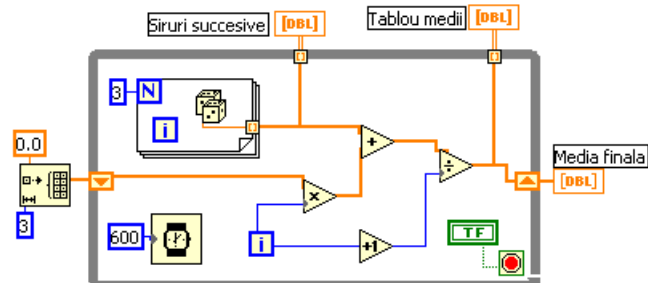 Siruri succesive [DBL]
Tablou medii [DBL]
3 N
i
0.0
+
÷
Media finala
[DBL]
x
3
600
i
+1
TF